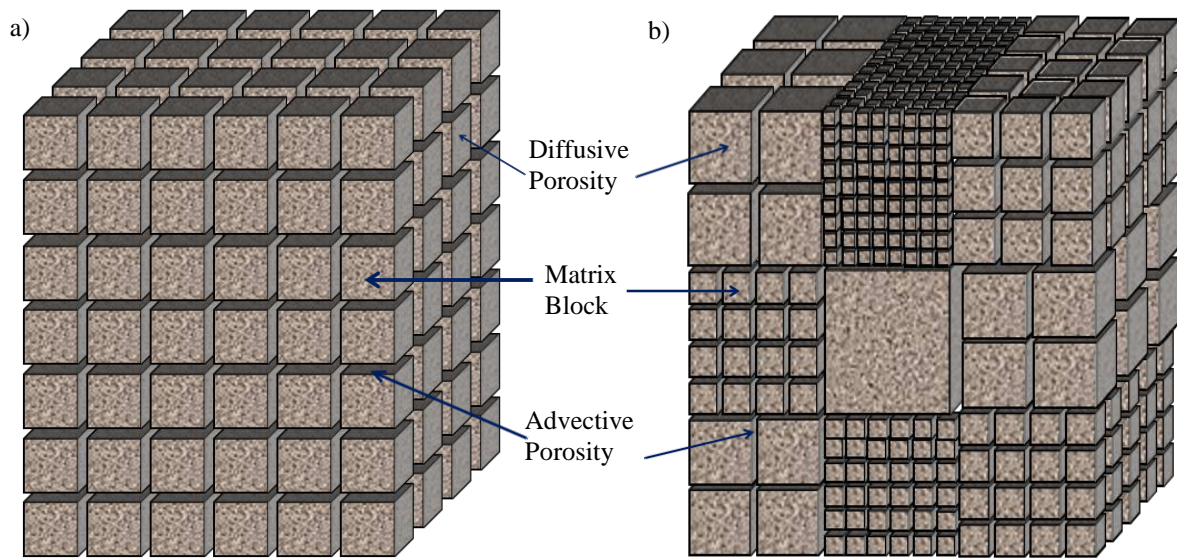 a)
b)
Diffusive
Porosity
Matrix
Block
Advective
Porosity